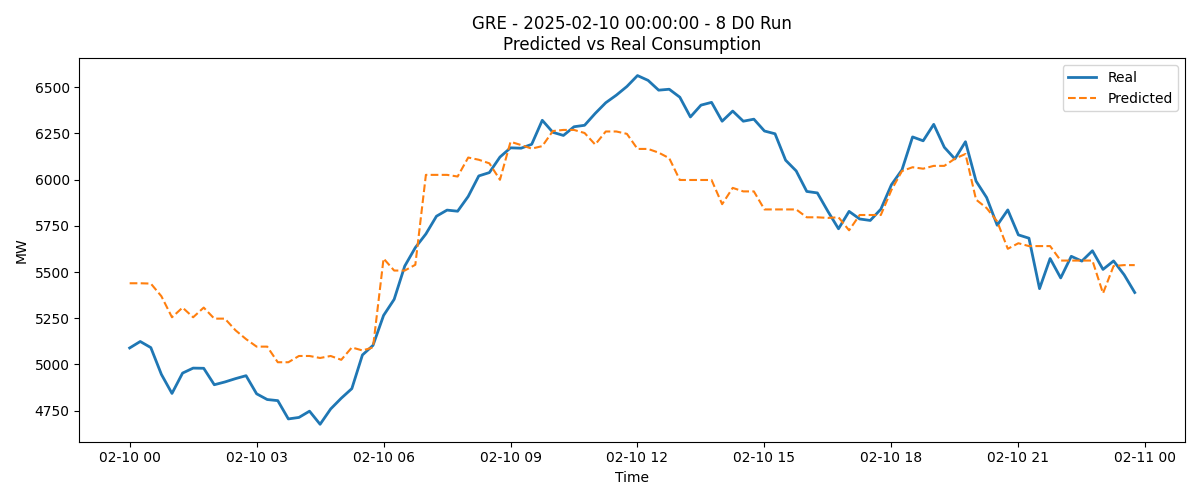 GRE - 2025-02-10 00:00:00 - 8 D0 Run
Predicted vs Real Consumption
Real
Predicted
MW
6500
6250
6000
5750
5500
5250
5000
4750
02-10 00
02-10 03
02-10 06
02-10 09
02-10 12
02-10 15
02-10 18
02-10 21
02-11 00
Time